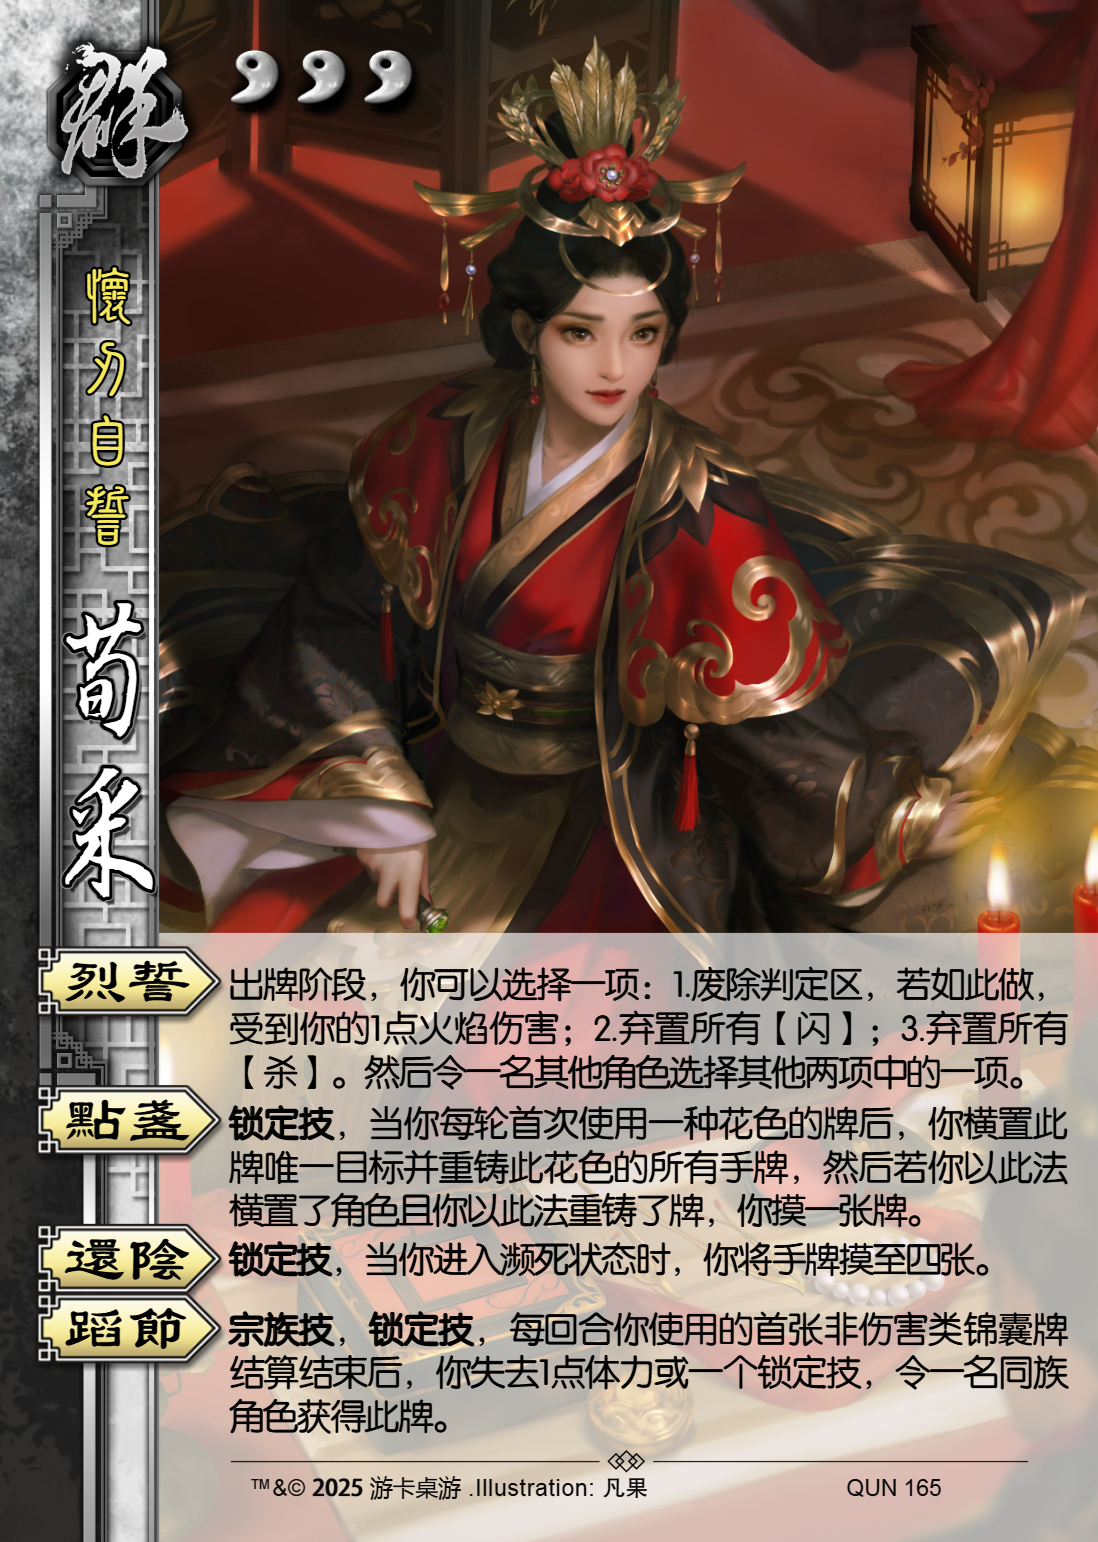 群
懷刃自誓
荀采
烈誓
出牌阶段，你可以选择一项：1.废除判定区，若如此做，
受到你的1点火焰伤害；2.弃置所有【闪】；3.弃置所有
【杀】。然后令一名其他角色选择其他两项中的一项。
點盞
锁定技，当你每轮首次使用一种花色的牌后，你横置此
牌唯一目标并重铸此花色的所有手牌，然后若你以此法
横置了角色且你以此法重铸了牌，你摸一张牌。
還陰
锁定技，当你进入濒死状态时，你将手牌摸至四张。
蹈節
宗族技，锁定技，每回合你使用的首张非伤害类锦囊牌
结算结束后，你失去1点体力或一个锁定技，令一名同族
角色获得此牌。
™&© 2025 游卡桌游 .Illustration: 凡果
QUN 165